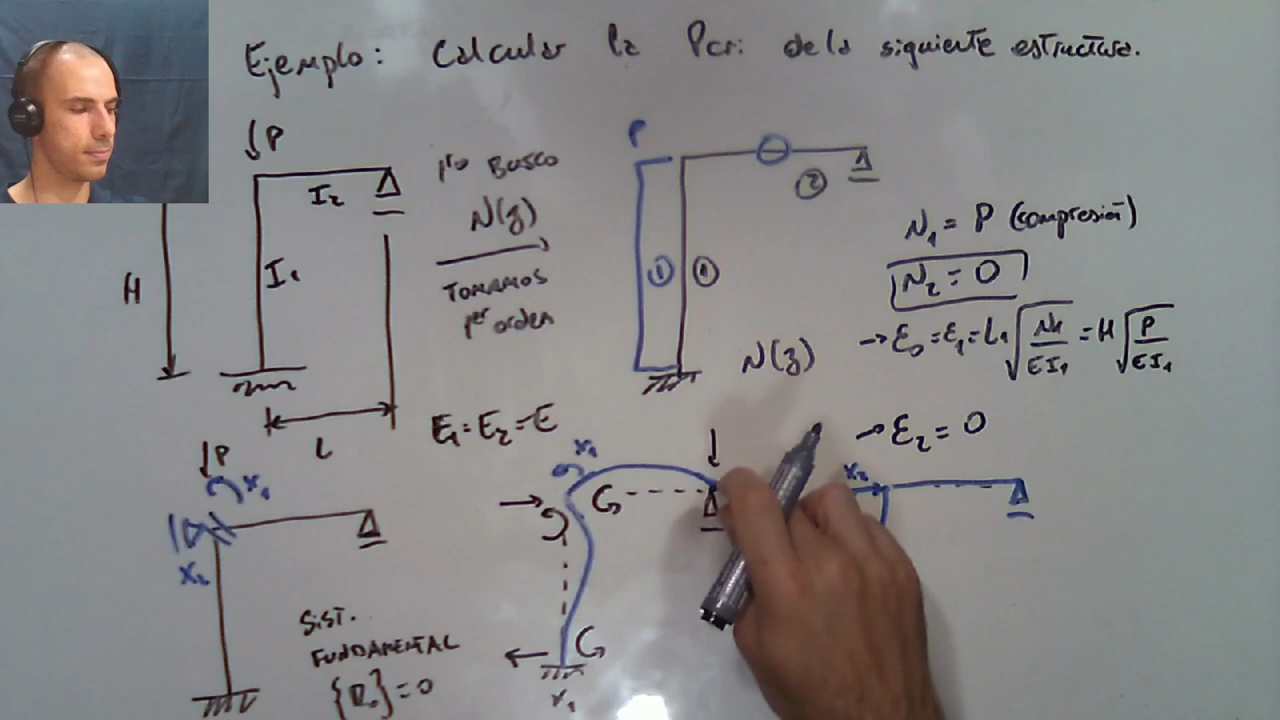 Ejemplo: Calcular la Pcri de la siguiente estructura.
↓P
I₂
I₁
H
L
1ro Busco
N(z)
Tomamos
1er orden
E₁=E₂=E
P
①
①
②
N(z)
N₁ = P (compresión)
N₂ = 0
→ε₀=ε₁=L₁√(N₁/EI₁)=H√(P/EI₁)
→ε₂=0
↓P
x₁
x₂
SIST.
FUNDAMENTAL
{R₀}=0
x₁
x₁
x₂